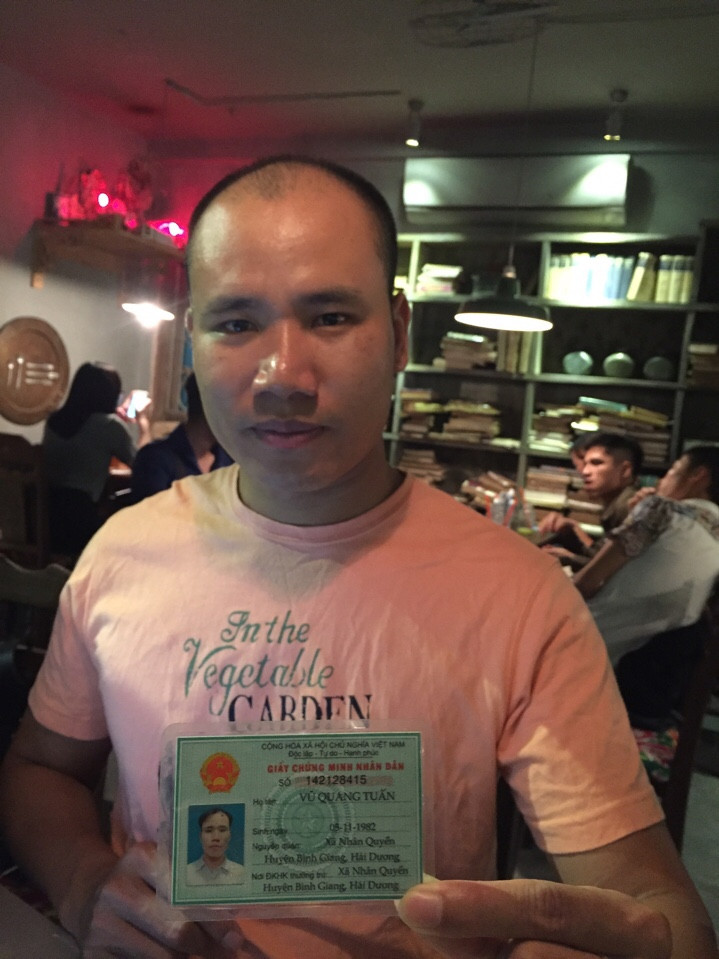 In the
Vegetable
GARDEN
CỘNG HÒA XÃ HỘI CHỦ NGHĨA VIỆT NAM
Độc lập - Tự do - Hạnh phúc
GIẤY CHỨNG MINH NHÂN DÂN
SỐ 142128415
Họ tên: VŨ QUANG TUẤN
Sinh ngày: 05-11-1982
Nguyên quán: Xã Nhân Quyền
Huyện Bình Giang, Hải Dương
Nơi ĐKHK thường trú: Xã Nhân Quyền
Huyện Bình Giang, Hải Dương